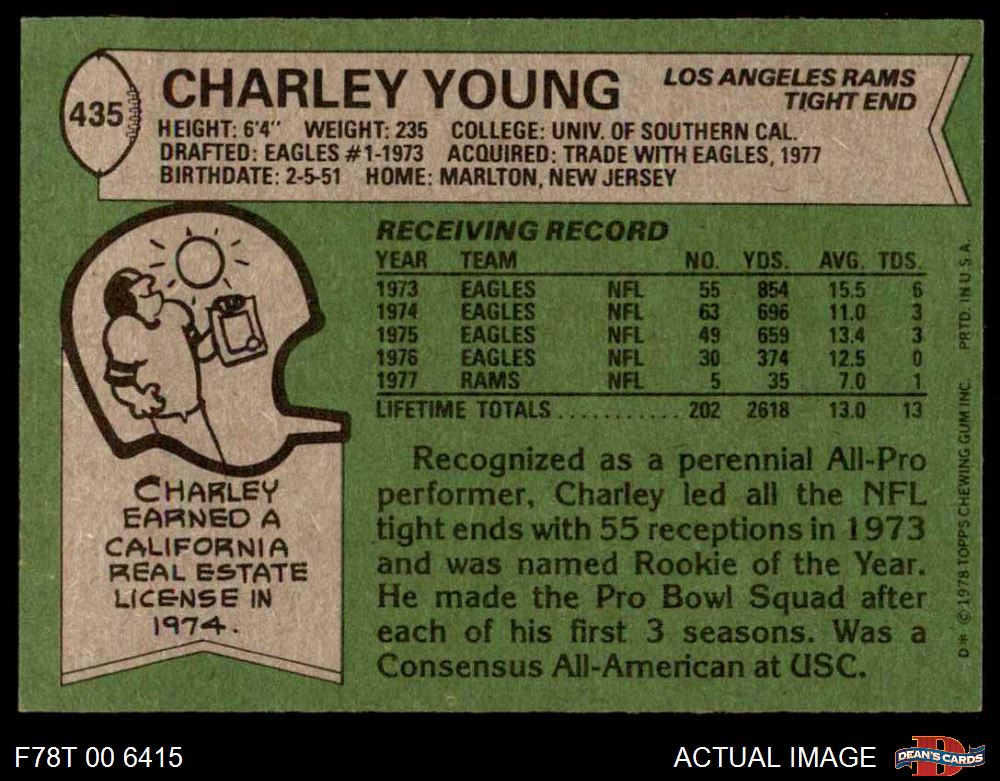 435
CHARLEY YOUNG
LOS ANGELES RAMS
TIGHT END
HEIGHT: 6'4" WEIGHT: 235 COLLEGE: UNIV. OF SOUTHERN CAL.
DRAFTED: EAGLES #1-1973 ACQUIRED: TRADE WITH EAGLES, 1977
BIRTHDATE: 2-5-51 HOME: MARLTON, NEW JERSEY
RECEIVING RECORD
YEAR TEAM NO. YDS. AVG. TDS.
1973 EAGLES NFL 55 854 15.5 6
1974 EAGLES NFL 63 696 11.0 3
1975 EAGLES NFL 49 659 13.4 3
1976 EAGLES NFL 30 374 12.5 0
1977 RAMS NFL 5 35 7.0 1
LIFETIME TOTALS........... 202 2618 13.0 13
CHARLEY
EARNED A
CALIFORNIA
REAL ESTATE
LICENSE IN
1974.
Recognized as a perennial All-Pro
performer, Charley led all the NFL
tight ends with 55 receptions in 1973
and was named Rookie of the Year.
He made the Pro Bowl Squad after
each of his first 3 seasons. Was a
Consensus All-American at USC.
D* © 1978 TOPPS CHEWING GUM INC. PRTD. IN U.S.A.
F78T 00 6415
ACTUAL IMAGE
D
DEAN'S CARDS